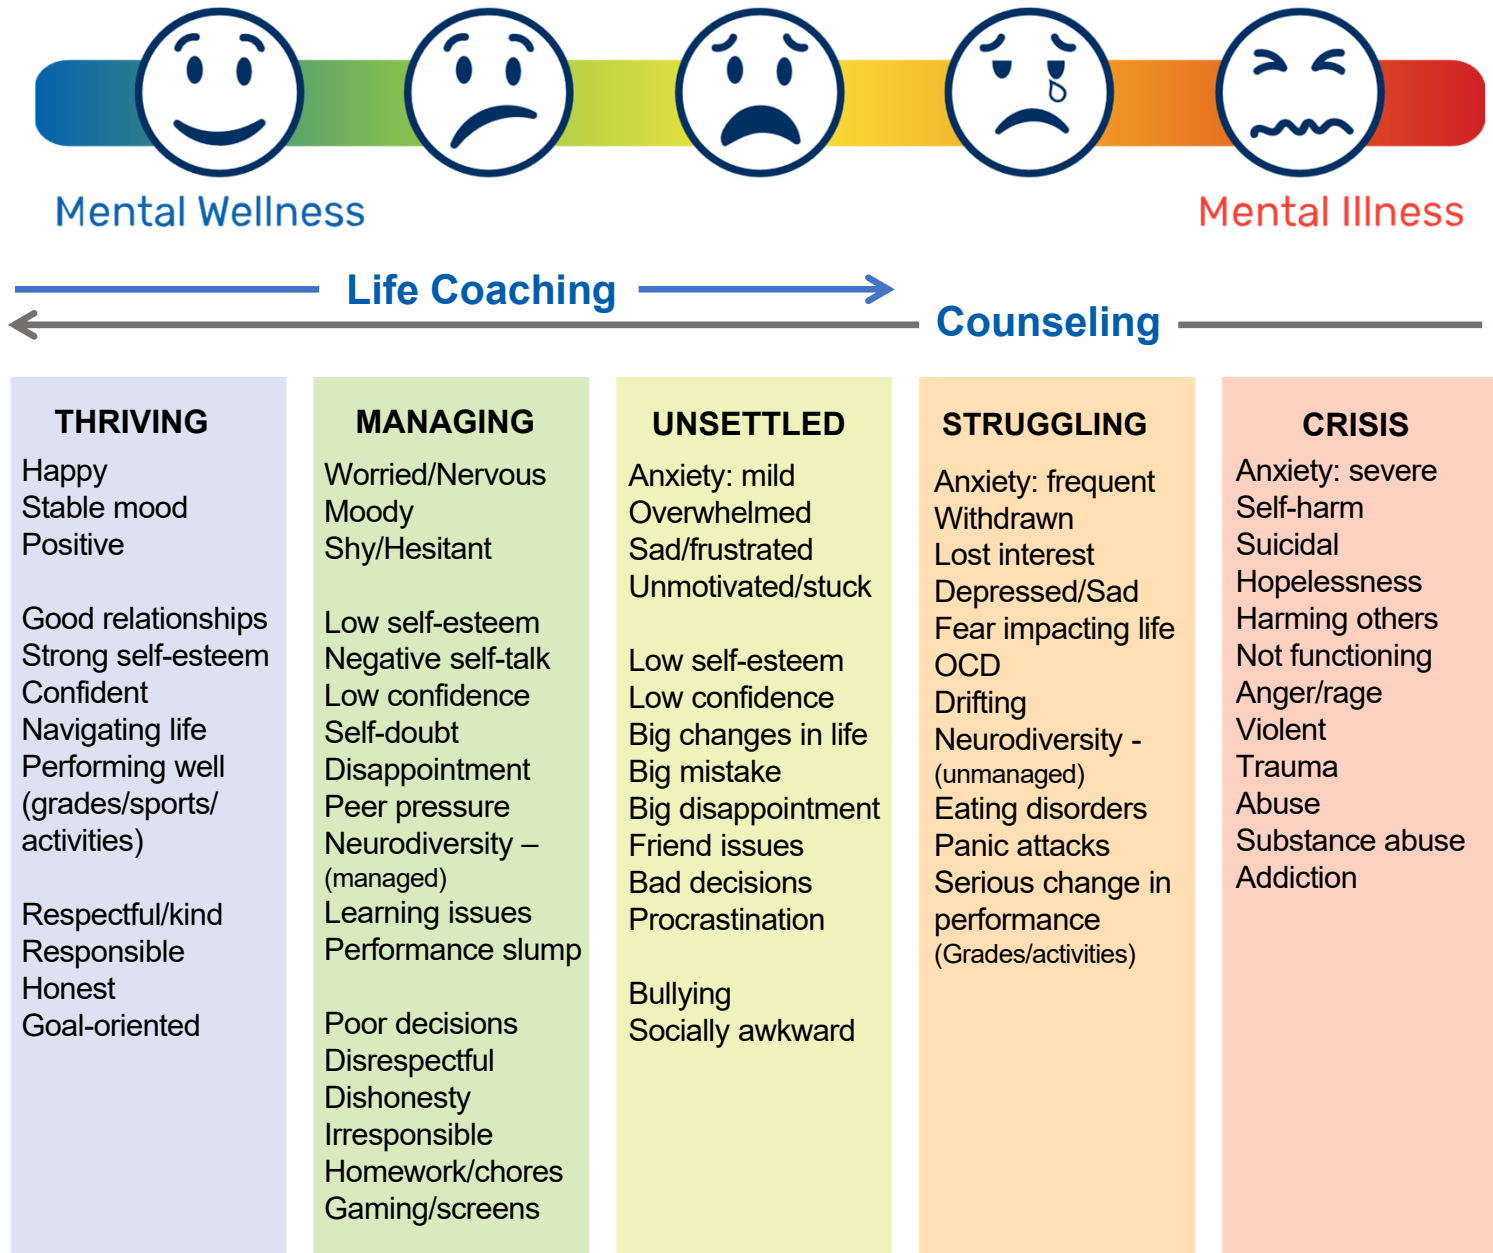 Mental Wellness
Mental Illness
Life Coaching
Counseling
THRIVING
Happy
Stable mood
Positive
Good relationships
Strong self-esteem
Confident
Navigating life
Performing well
(grades/sports/
activities)
Respectful/kind
Responsible
Honest
Goal-oriented
MANAGING
Worried/Nervous
Moody
Shy/Hesitant
Low self-esteem
Negative self-talk
Low confidence
Self-doubt
Disappointment
Peer pressure
Neurodiversity –
(managed)
Learning issues
Performance slump
Poor decisions
Disrespectful
Dishonesty
Irresponsible
Homework/chores
Gaming/screens
UNSETTLED
Anxiety: mild
Overwhelmed
Sad/frustrated
Unmotivated/stuck
Low self-esteem
Low confidence
Big changes in life
Big mistake
Big disappointment
Friend issues
Bad decisions
Procrastination
Bullying
Socially awkward
STRUGGLING
Anxiety: frequent
Withdrawn
Lost interest
Depressed/Sad
Fear impacting life
OCD
Drifting
Neurodiversity -
(unmanaged)
Eating disorders
Panic attacks
Serious change in
performance
(Grades/activities)
CRISIS
Anxiety: severe
Self-harm
Suicidal
Hopelessness
Harming others
Not functioning
Anger/rage
Violent
Trauma
Abuse
Substance abuse
Addiction